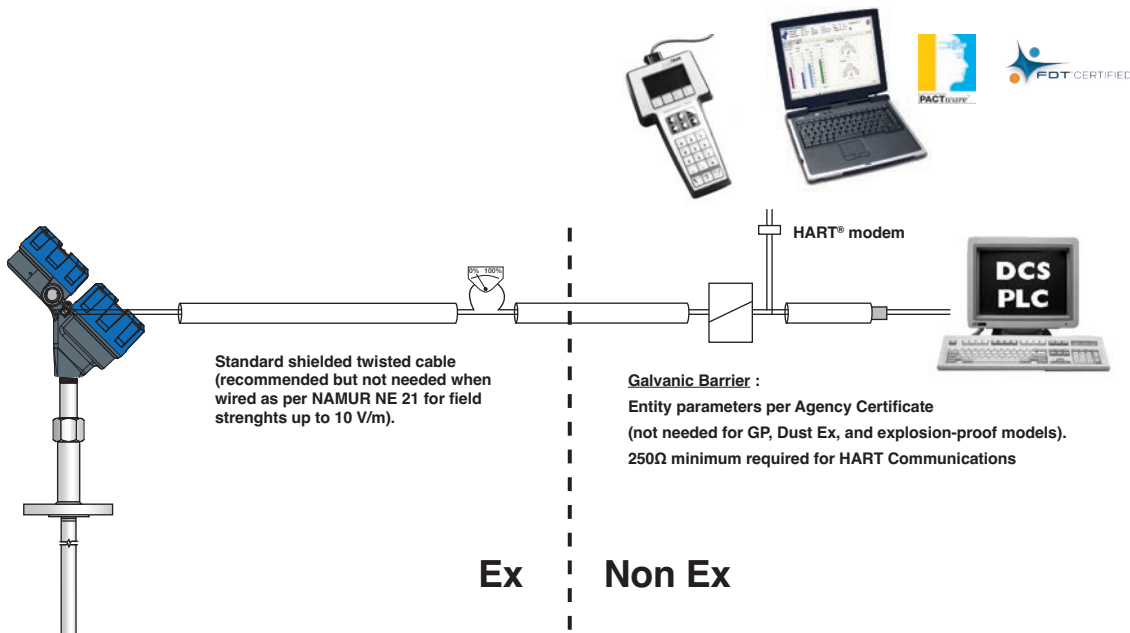 PACTware™
FDT CERTIFIED
HART® modem
0% 100%
DCS
PLC
Standard shielded twisted cable
(recommended but not needed when
wired as per NAMUR NE 21 for field
strenghts up to 10 V/m).
Galvanic Barrier :
Entity parameters per Agency Certificate
(not needed for GP, Dust Ex, and explosion-proof models).
250Ω minimum required for HART Communications
Ex
Non Ex